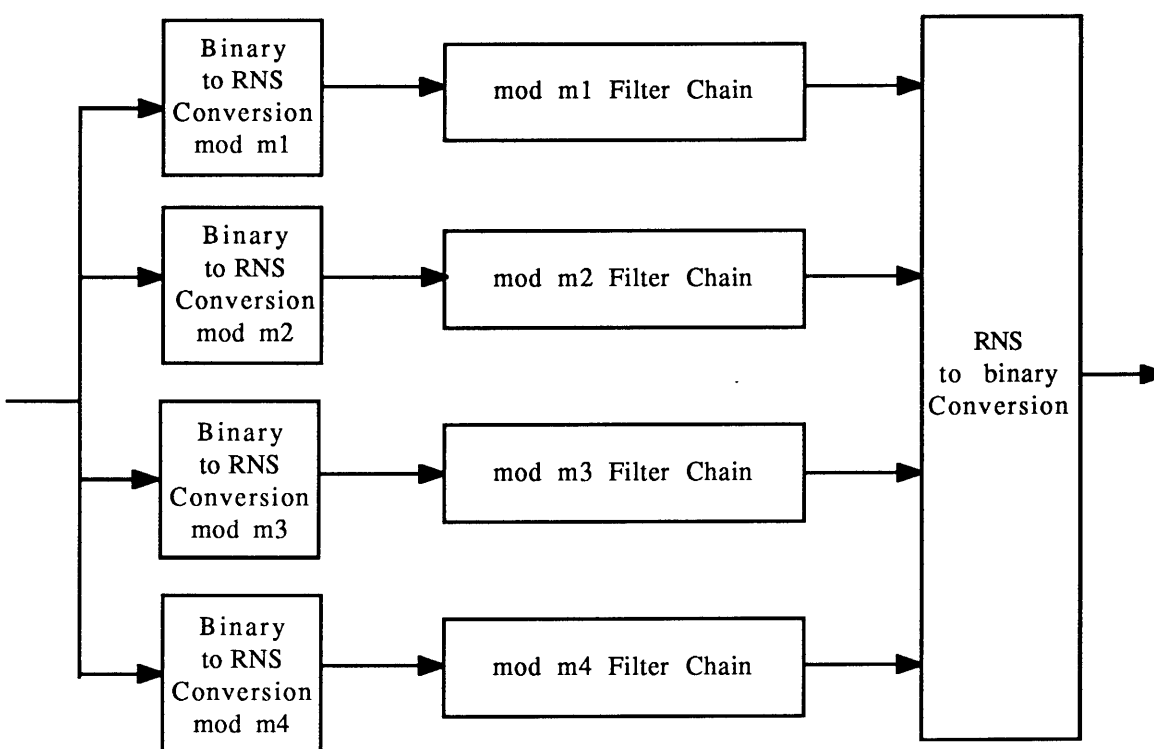 Binary
to RNS
Conversion
mod m1
mod m1 Filter Chain
Binary
to RNS
Conversion
mod m2
mod m2 Filter Chain
Binary
to RNS
Conversion
mod m3
mod m3 Filter Chain
Binary
to RNS
Conversion
mod m4
mod m4 Filter Chain
RNS
to binary
Conversion